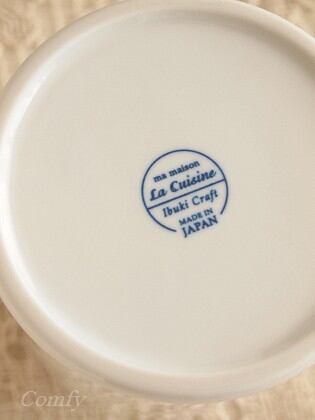 ma maison
La Cuisine
Ibuki Craft
MADE IN
JAPAN
Comfy